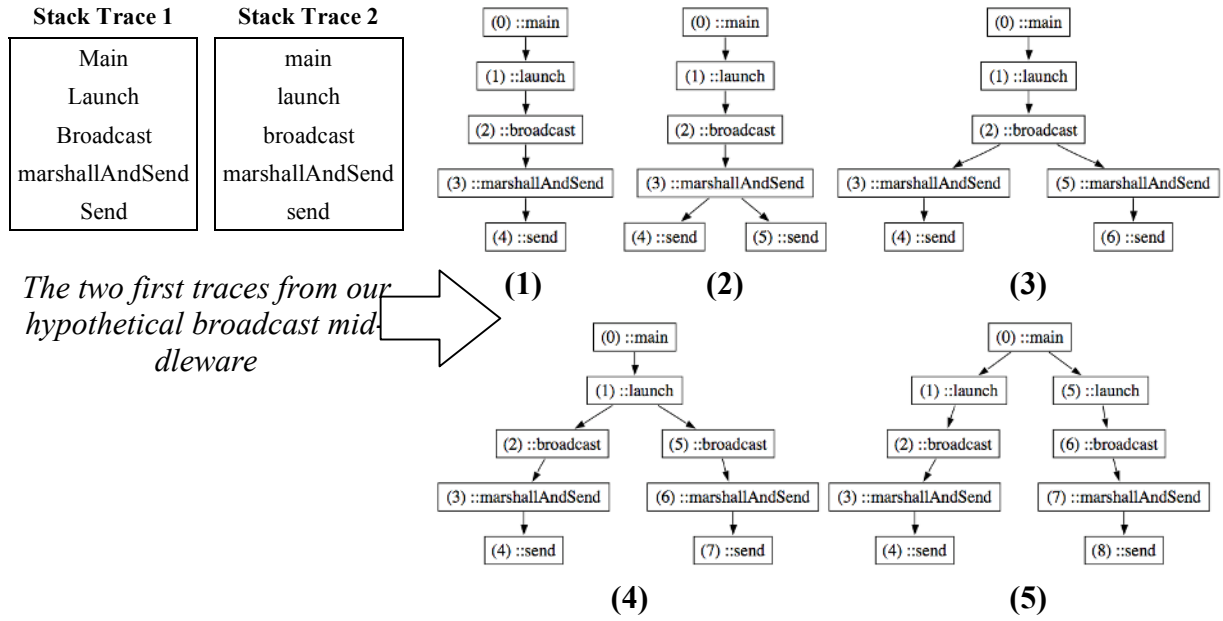 Stack Trace 1
Main
Launch
Broadcast
marshallAndSend
Send
Stack Trace 2
main
launch
broadcast
marshallAndSend
send
The two first traces from our
hypothetical broadcast mid-
dleware
(0) ::main
(1) ::launch
(2) ::broadcast
(3) ::marshallAndSend
(4) ::send
(1)
(0) ::main
(1) ::launch
(2) ::broadcast
(3) ::marshallAndSend
(4) ::send
(5) ::send
(2)
(0) ::main
(1) ::launch
(2) ::broadcast
(3) ::marshallAndSend
(5) ::marshallAndSend
(4) ::send
(6) ::send
(3)
(0) ::main
(1) ::launch
(2) ::broadcast
(5) ::broadcast
(3) ::marshallAndSend
(6) ::marshallAndSend
(4) ::send
(7) ::send
(4)
(0) ::main
(1) ::launch
(5) ::launch
(2) ::broadcast
(6) ::broadcast
(3) ::marshallAndSend
(7) ::marshallAndSend
(4) ::send
(8) ::send
(5)